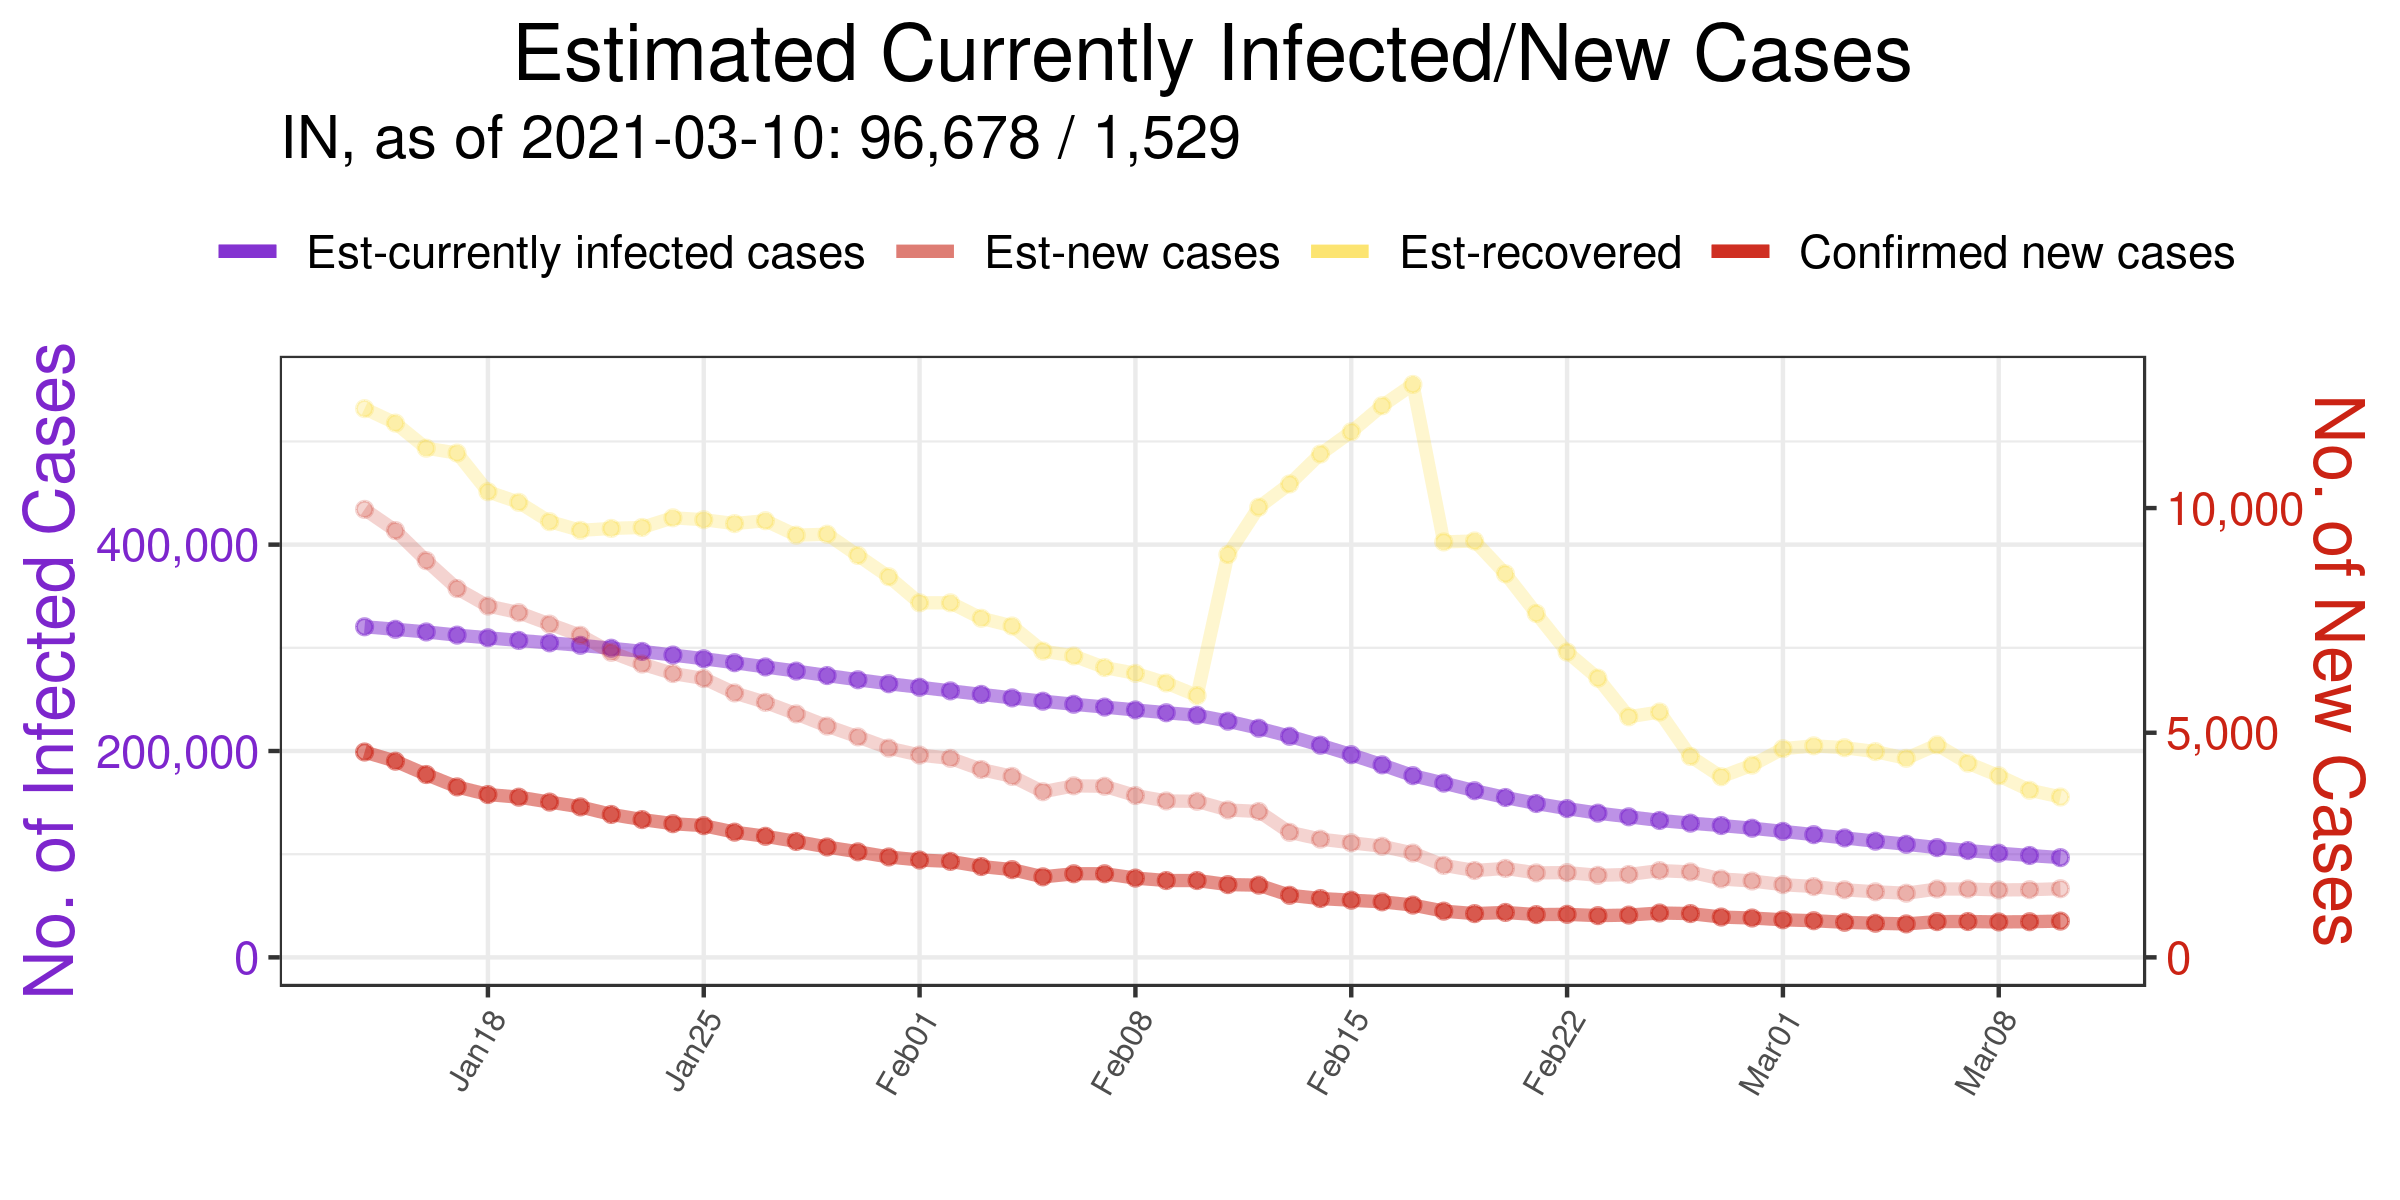 Estimated Currently Infected/New Cases
IN, as of 2021-03-10: 96,678 / 1,529
Est-currently infected cases Est-new cases Est-recovered Confirmed new cases
No. of Infected Cases
400,000
200,000
0
10,000
5,000
0
No. of New Cases
Jan18 Jan25 Feb01 Feb08 Feb15 Feb22 Mar01 Mar08